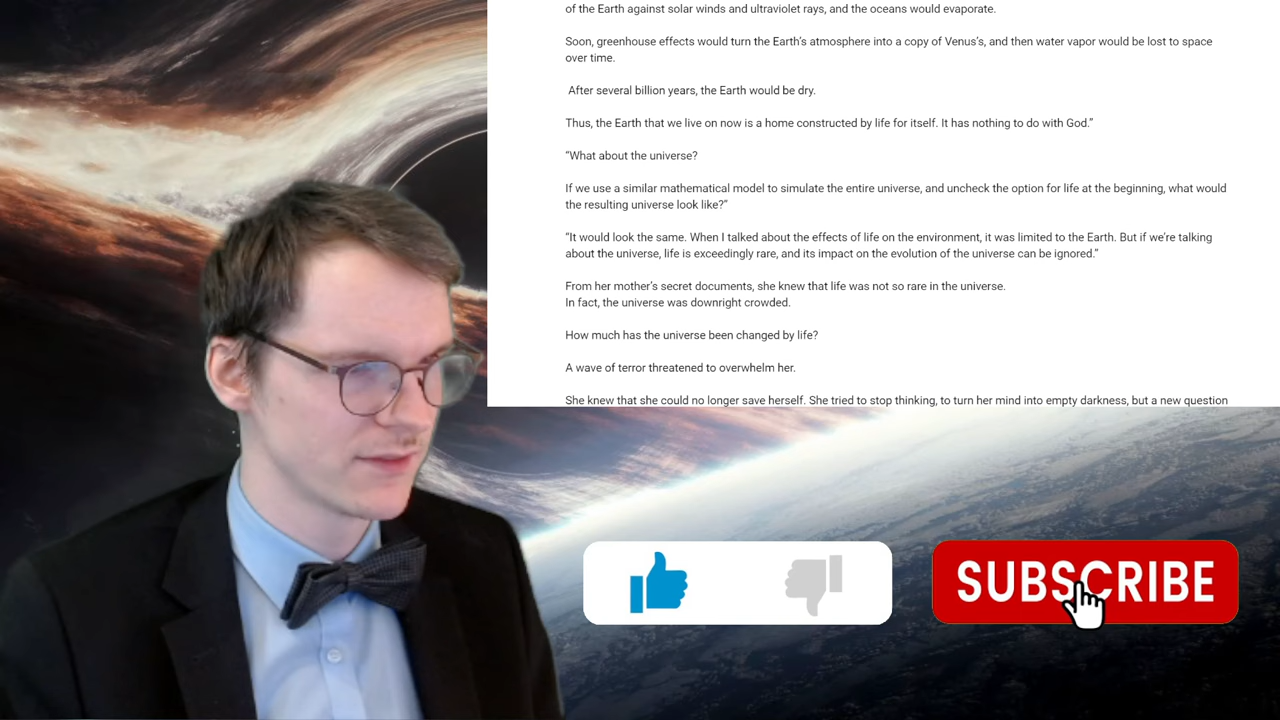 of the Earth against solar winds and ultraviolet rays, and the oceans would evaporate.
Soon, greenhouse effects would turn the Earth’s atmosphere into a copy of Venus’s, and then water vapor would be lost to space
over time.
After several billion years, the Earth would be dry.
Thus, the Earth that we live on now is a home constructed by life for itself. It has nothing to do with God.”
“What about the universe?
If we use a similar mathematical model to simulate the entire universe, and uncheck the option for life at the beginning, what would
the resulting universe look like?”
“It would look the same. When I talked about the effects of life on the environment, it was limited to the Earth. But if we’re talking
about the universe, life is exceedingly rare, and its impact on the evolution of the universe can be ignored.”
From her mother’s secret documents, she knew that life was not so rare in the universe.
In fact, the universe was downright crowded.
How much has the universe been changed by life?
A wave of terror threatened to overwhelm her.
She knew that she could no longer save herself. She tried to stop thinking, to turn her mind into empty darkness, but a new question
SUBSCRIBE